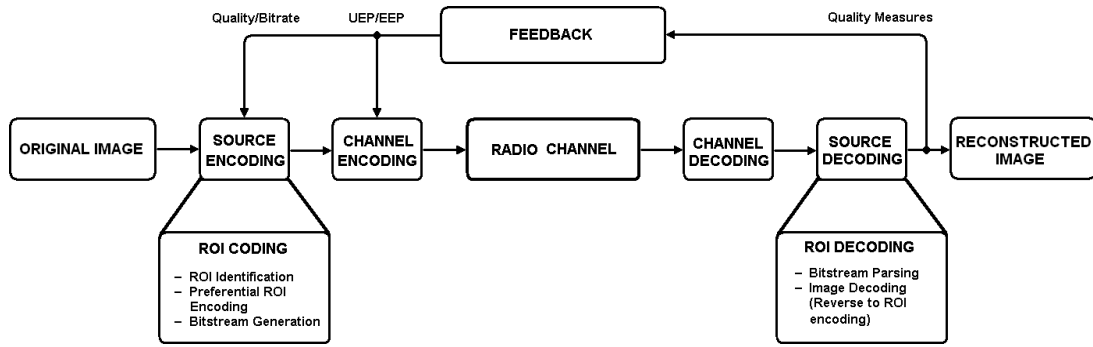 Quality/Bitrate
UEP/EEP
FEEDBACK
Quality Measures
ORIGINAL IMAGE
SOURCE
ENCODING
CHANNEL
ENCODING
RADIO CHANNEL
CHANNEL
DECODING
SOURCE
DECODING
RECONSTRUCTED
IMAGE
ROI CODING
– ROI Identification
– Preferential ROI
Encoding
– Bitstream Generation
ROI DECODING
– Bitstream Parsing
– Image Decoding
(Reverse to ROI
encoding)